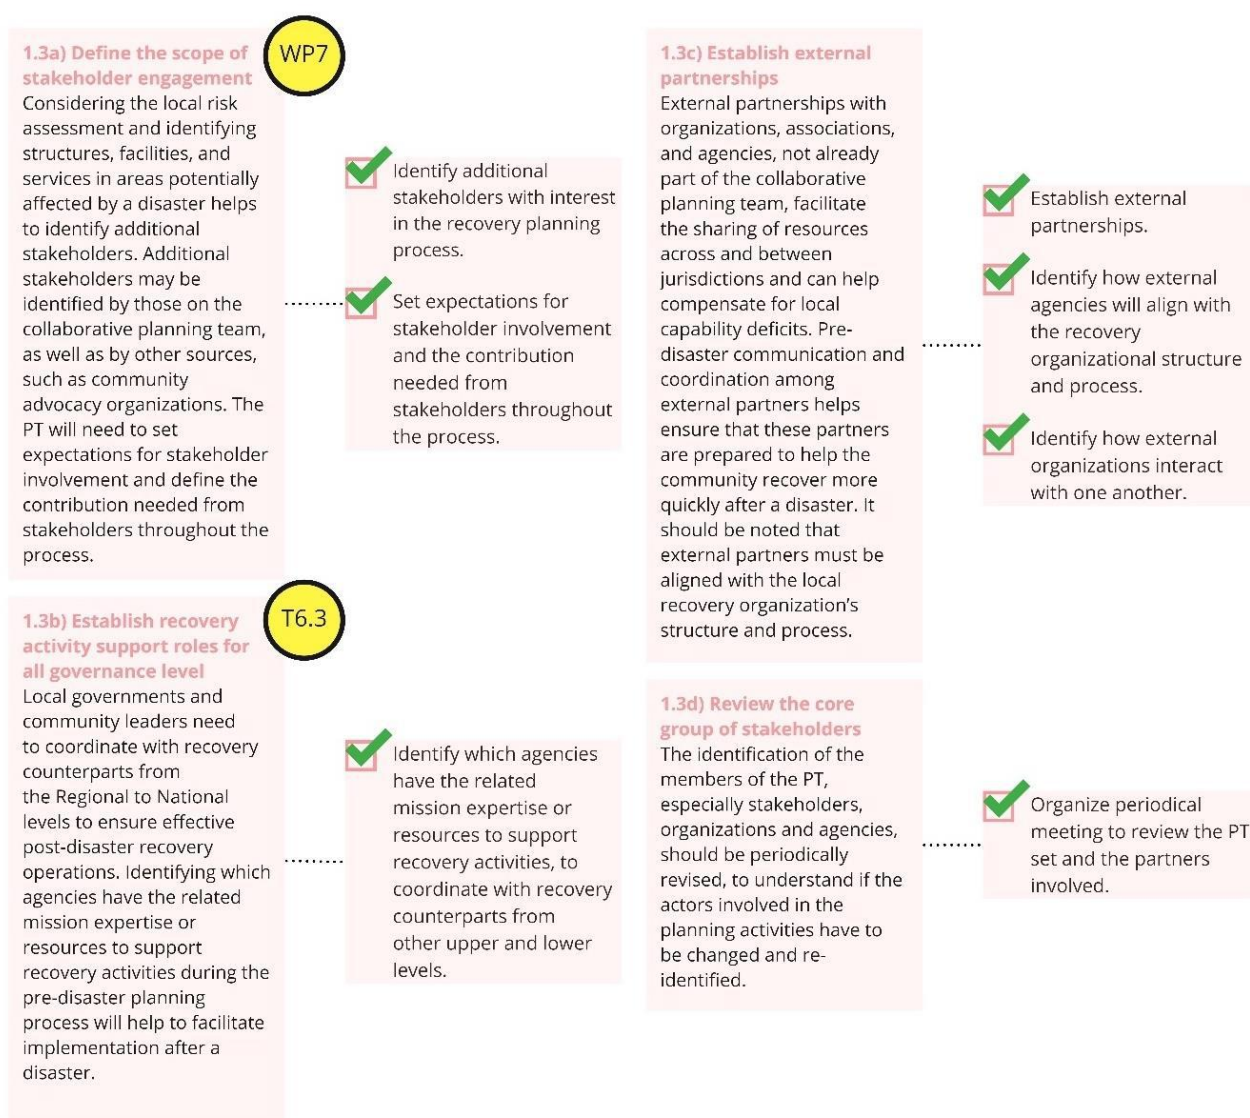 1.3a) Define the scope of
stakeholder engagement
WP7
Considering the local risk
assessment and identifying
structures, facilities, and
services in areas potentially
affected by a disaster helps
to identify additional
stakeholders. Additional
stakeholders may be
identified by those on the
collaborative planning team,
as well as by other sources,
such as community
advocacy organizations. The
PT will need to set
expectations for stakeholder
involvement and define the
contribution needed from
stakeholders throughout the
process.
Identify additional
stakeholders with interest
in the recovery planning
process.
Set expectations for
stakeholder involvement
and the contribution
needed from
stakeholders throughout
the process.
1.3b) Establish recovery
activity support roles for
all governance level
T6.3
Local governments and
community leaders need
to coordinate with recovery
counterparts from
the Regional to National
levels to ensure effective
post-disaster recovery
operations. Identifying which
agencies have the related
mission expertise or
resources to support
recovery activities during the
pre-disaster planning
process will help to facilitate
implementation after a
disaster.
Identify which agencies
have the related
mission expertise or
resources to support
recovery activities, to
coordinate with recovery
counterparts from
other upper and lower
levels.
1.3c) Establish external
partnerships
External partnerships with
organizations, associations,
and agencies, not already
part of the collaborative
planning team, facilitate
the sharing of resources
across and between
jurisdictions and can help
compensate for local
capability deficits. Pre-
disaster communication and
coordination among
external partners helps
ensure that these partners
are prepared to help the
community recover more
quickly after a disaster. It
should be noted that
external partners must be
aligned with the local
recovery organization’s
structure and process.
Establish external
partnerships.
Identify how external
agencies will align with
the recovery
organizational structure
and process.
Identify how external
organizations interact
with one another.
1.3d) Review the core
group of stakeholders
The identification of the
members of the PT,
especially stakeholders,
organizations and agencies,
should be periodically
revised, to understand if the
actors involved in the
planning activities have to
be changed and re-
identified.
Organize periodical
meeting to review the PT
set and the partners
involved.